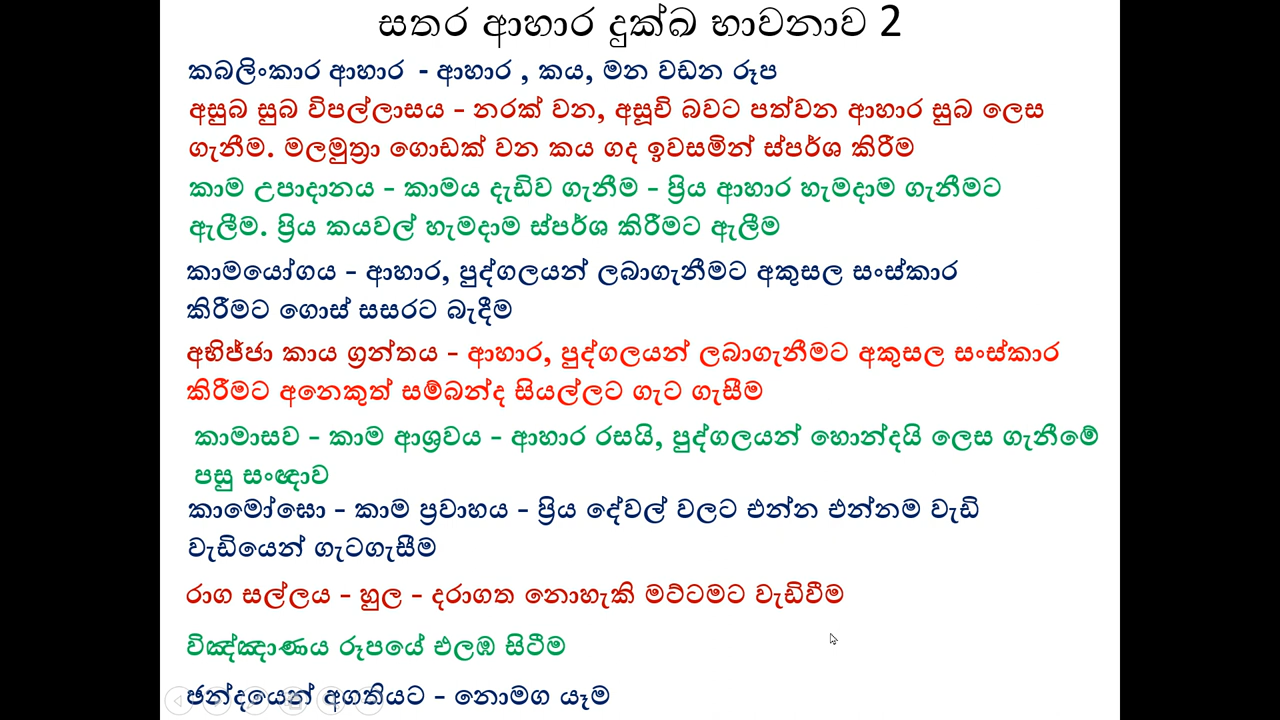 සතර ආහාර දුක්ඛ භාවනාව 2
කබලිංකාර ආහාර - ආහාර , කය, මන වඩන රූප
අසුබ සුබ විපල්ලාසය - නරක් වන, අසූචි බවට පත්වන ආහාර සුබ ලෙස
ගැනීම. මලමුත්‍රා ගොඩක් වන කය ගද ඉවසමින් ස්පර්ශ කිරීම
කාම උපාදානය - කාමය දැඩිව ගැනීම - ප්‍රිය ආහාර හැමදාම ගැනීමට
ඇලීම. ප්‍රිය කයවල් හැමදාම ස්පර්ශ කිරීමට ඇලීම
කාමයෝගය - ආහාර, පුද්ගලයන් ලබාගැනීමට අකුසල සංස්කාර
කිරීමට ගොස් සසරට බැදීම
අභිජ්ජා කාය ග්‍රන්තය - ආහාර, පුද්ගලයන් ලබාගැනීමට අකුසල සංස්කාර
කිරීමට අනෙකුත් සම්බන්ද සියල්ලට ගැට ගැසීම
කාමාසව - කාම ආශ්‍රවය - ආහාර රසයි, පුද්ගලයන් හොන්දයි ලෙස ගැනීමේ
පසු සංඥාව
කාමෝඝො - කාම ප්‍රවාහය - ප්‍රිය දේවල් වලට එන්න එන්නම වැඩි
වැඩියෙන් ගැටගැසීම
රාග සල්ලය - හුල - දරාගත නොහැකි මට්ටමට වැඩිවීම
විඤ්ඤාණය රූපයේ එලඹ සිටීම
ඡන්දයෙන් අගතියට - නොමග යෑම